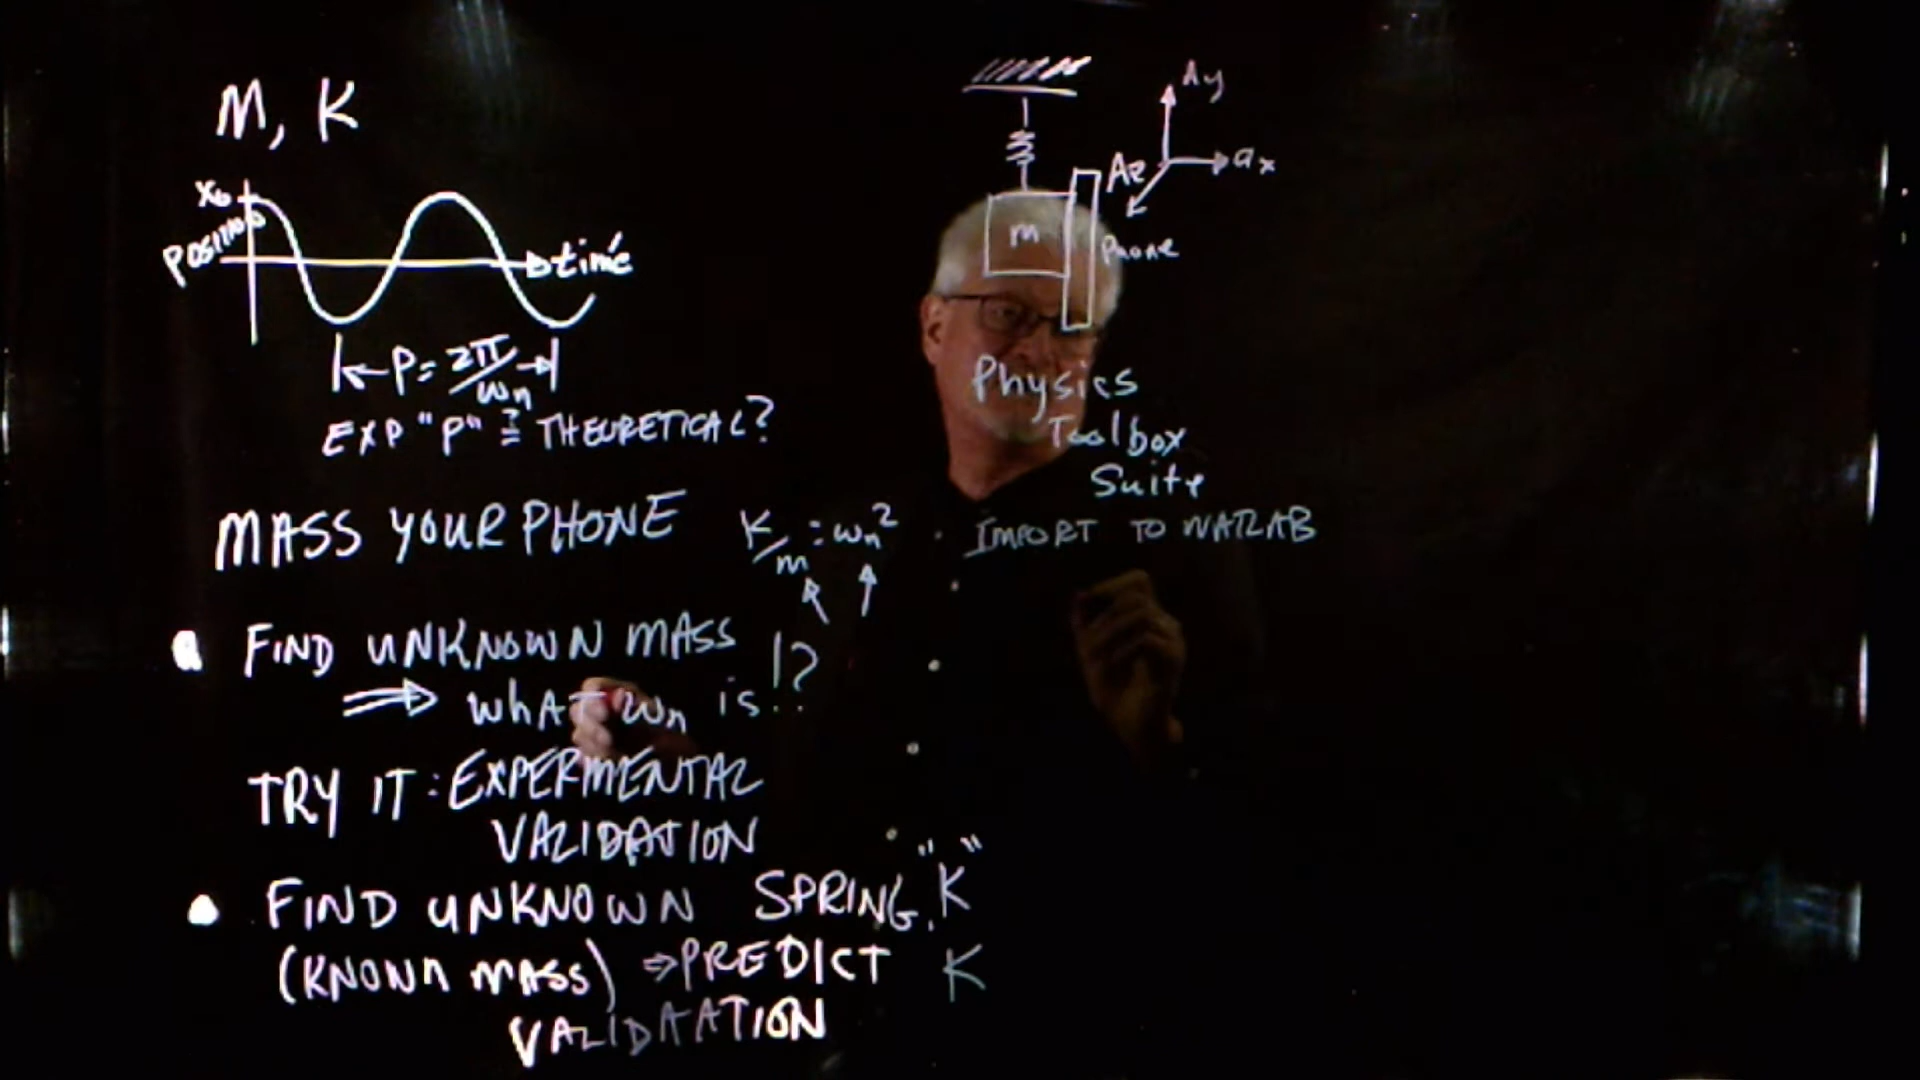 M, K
x₀
POSITION
time
P = 2π/ωn
EXP "P" ≟ THEORETICAL?
MASS YOUR PHONE
K/m = ωn²
• FIND UNKNOWN MASS
⇒ WHAT ωn is !?
TRY IT: EXPERMENTAL
VALIDATION
• FIND UNKNOWN SPRING, "K"
(KNOWN MASS) ⇒ PREDICT K
VALIDAATION
Ay
Az
ax
m
Phone
Physics
Toolbox
Suite
IMPORT TO MATLAB